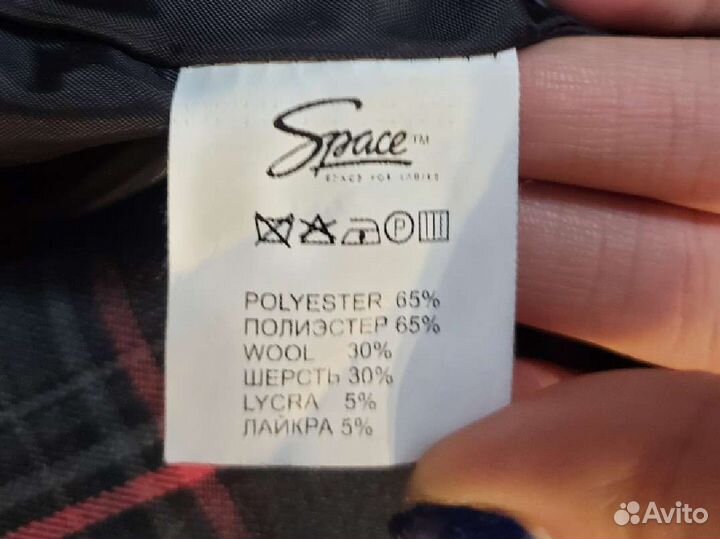 Space™
SPACE FOR LADIES
P
POLYESTER 65%
ПОЛИЭСТЕР 65%
WOOL 30%
ШЕРСТЬ 30%
LYCRA 5%
ЛАЙКРА 5%
Avito